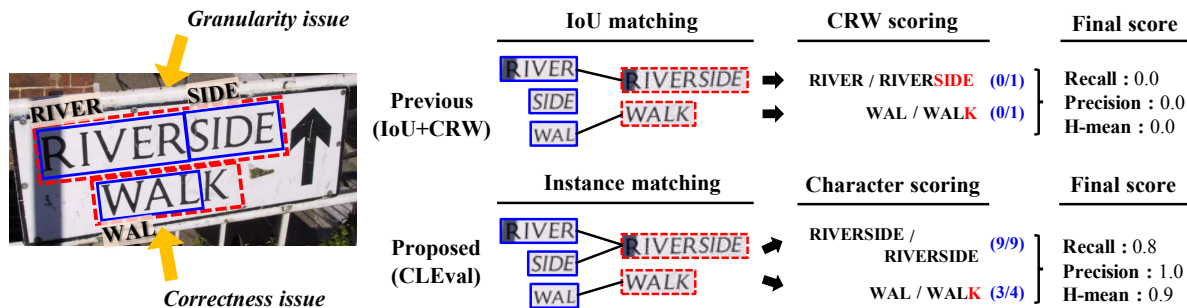 Granularity issue
RIVER SIDE
RIVERSIDE
WALK
WAL
Correctness issue
IoU matching CRW scoring Final score
Previous
(IoU+CRW)
RIVER
SIDE
WAL
RIVERSIDE
WALK
RIVER / RIVERSIDE (0/1)
WAL / WALK (0/1)
Recall : 0.0
Precision : 0.0
H-mean : 0.0
Instance matching Character scoring Final score
Proposed
(CLEval)
RIVER
SIDE
WAL
RIVERSIDE
WALK
RIVERSIDE /
RIVERSIDE (9/9)
WAL / WALK (3/4)
Recall : 0.8
Precision : 1.0
H-mean : 0.9